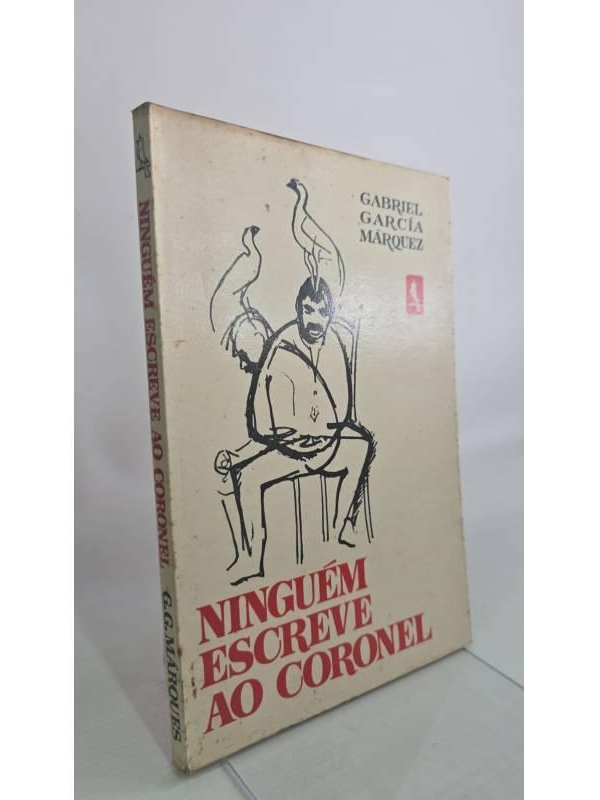 GABRIEL
GARCÍA
MÁRQUEZ
NINGUÉM
ESCREVE
AO CORONEL
NINGUÉM ESCREVE AO CORONEL G.G.MARQUES